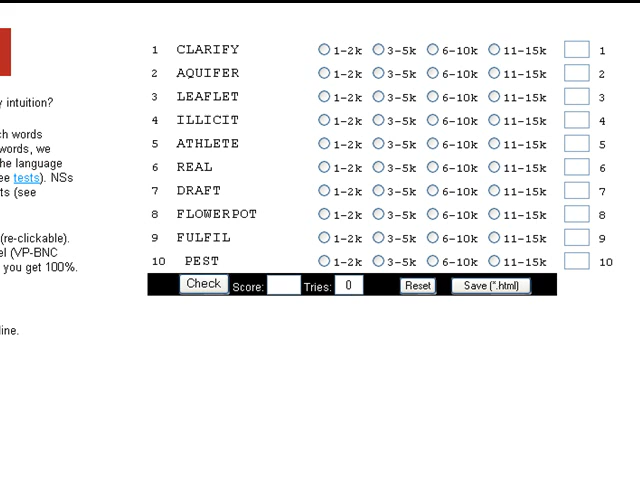 1 CLARIFY 1-2k 3-5k 6-10k 11-15k 1
2 AQUIFER 1-2k 3-5k 6-10k 11-15k 2
3 LEAFLET 1-2k 3-5k 6-10k 11-15k 3
4 ILLICIT 1-2k 3-5k 6-10k 11-15k 4
5 ATHLETE 1-2k 3-5k 6-10k 11-15k 5
6 REAL 1-2k 3-5k 6-10k 11-15k 6
7 DRAFT 1-2k 3-5k 6-10k 11-15k 7
8 FLOWERPOT 1-2k 3-5k 6-10k 11-15k 8
9 FULFIL 1-2k 3-5k 6-10k 11-15k 9
10 PEST 1-2k 3-5k 6-10k 11-15k 10
Check Score: Tries: 0 Reset Save (*.html)
intuition?
words
words, we
language
tests). NSs
(see
(re-clickable).
(VP-BNC
you get 100%.